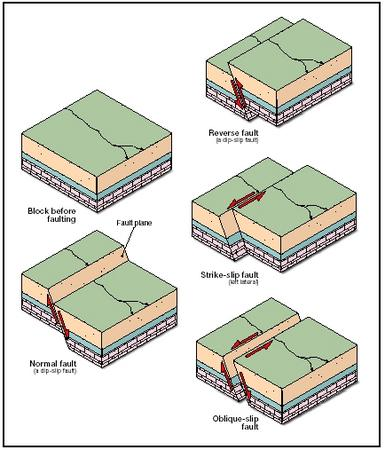 Reverse fault
(a dip-slip fault)
Block before
faulting
Fault plane
Strike-slip fault
(left lateral)
Normal fault
(a dip-slip fault)
Oblique-slip
fault